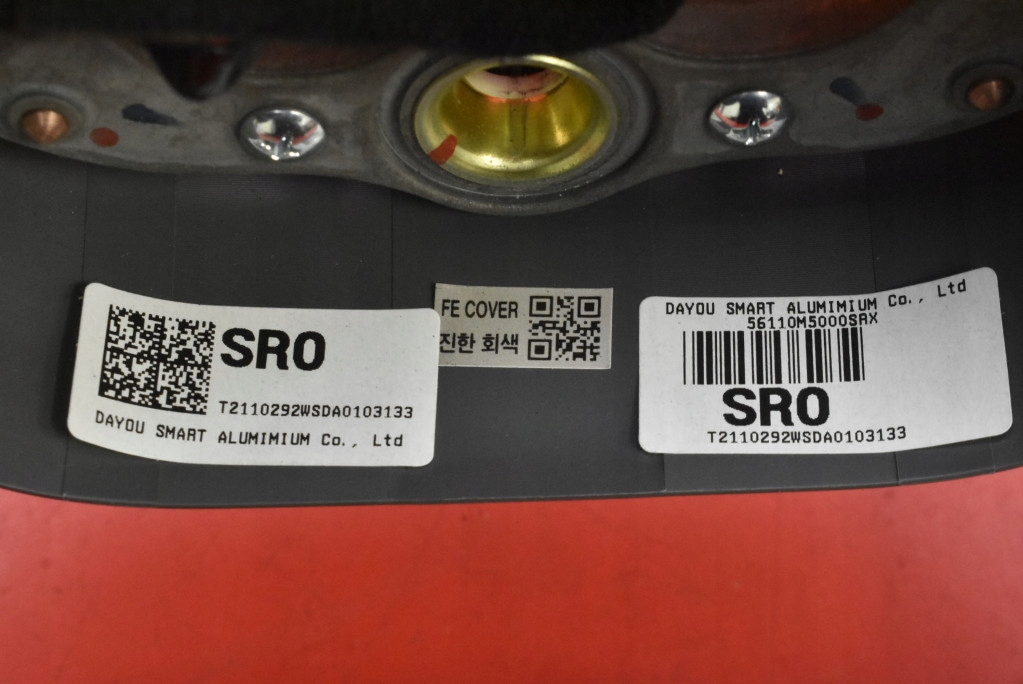 SRO
T2110292WSDA0103133
DAYOU SMART ALUMIMIUM Co., Ltd
FE COVER
진한 회색
DAYOU SMART ALUMIMIUM Co., Ltd
56110M5000SRX
SRO
T2110292WSDA0103133